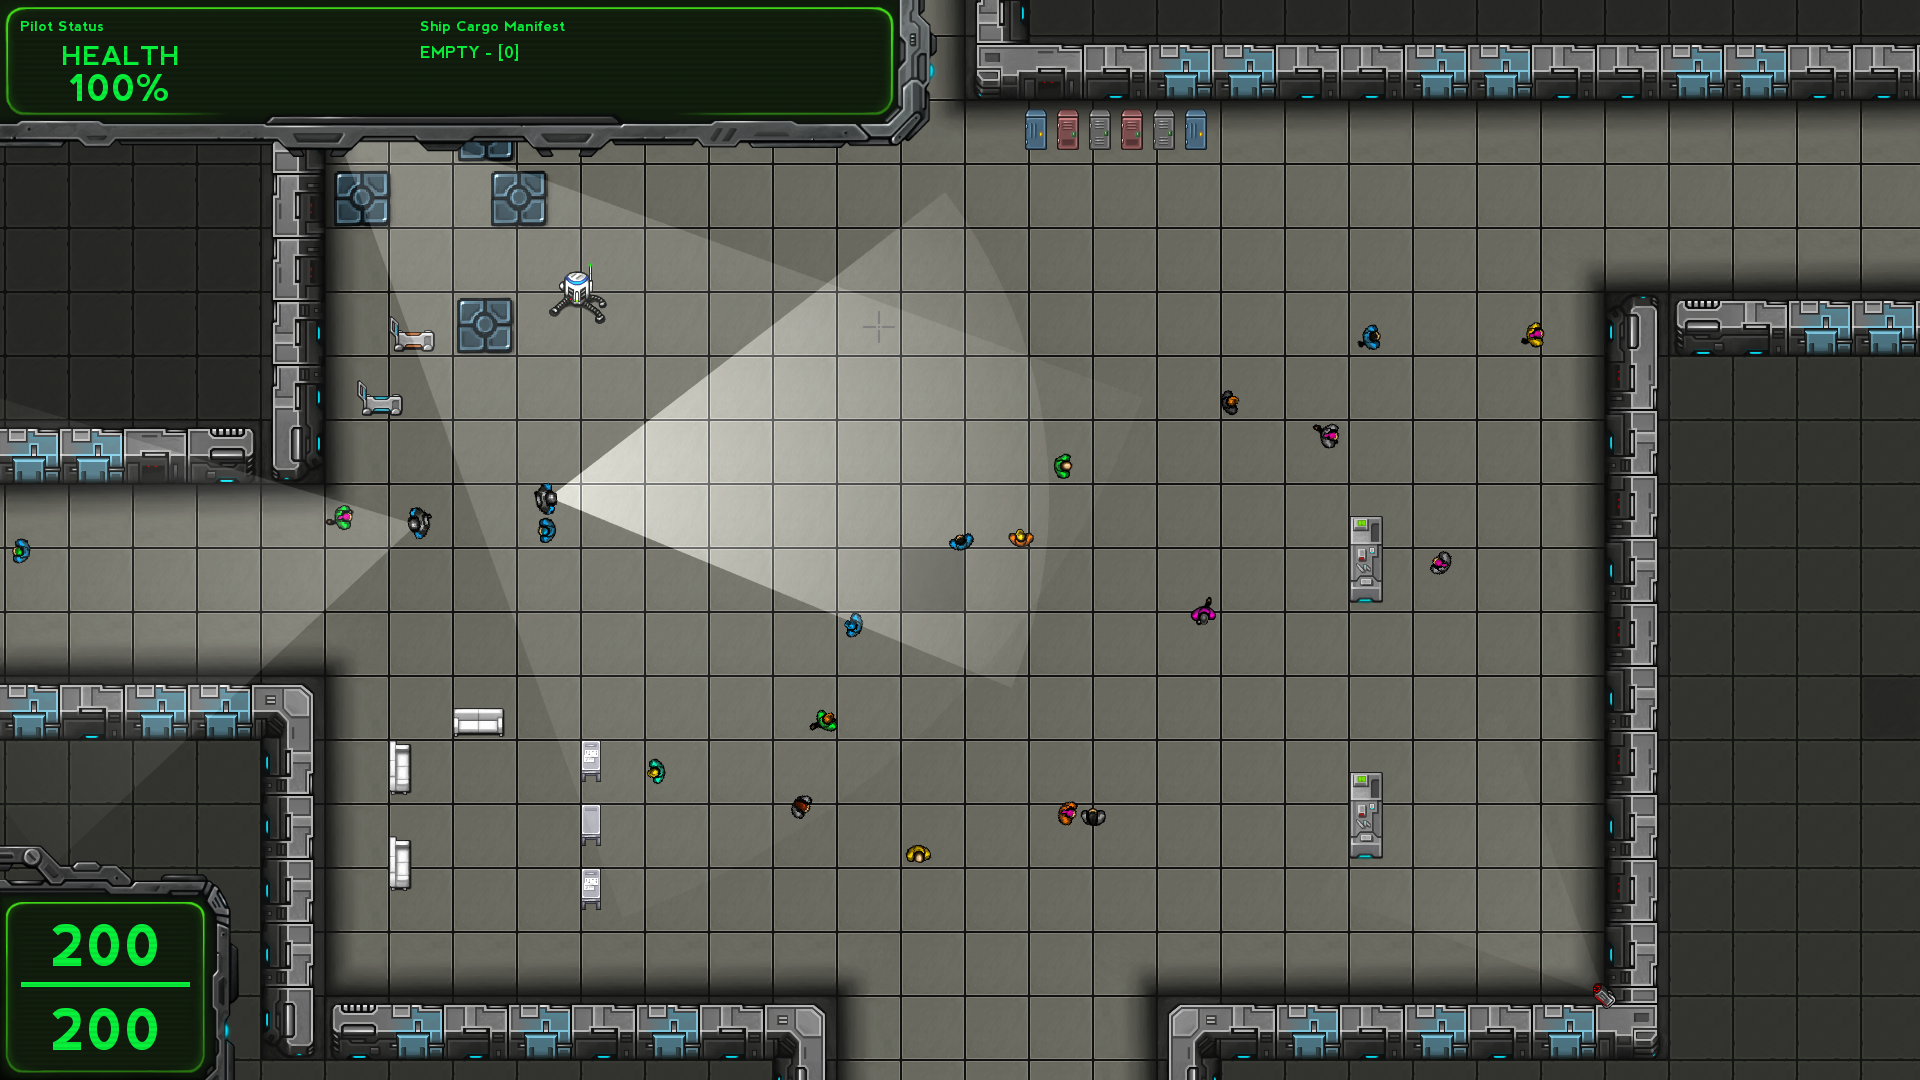 Pilot Status
HEALTH
100%
Ship Cargo Manifest
EMPTY - [0]
200
200